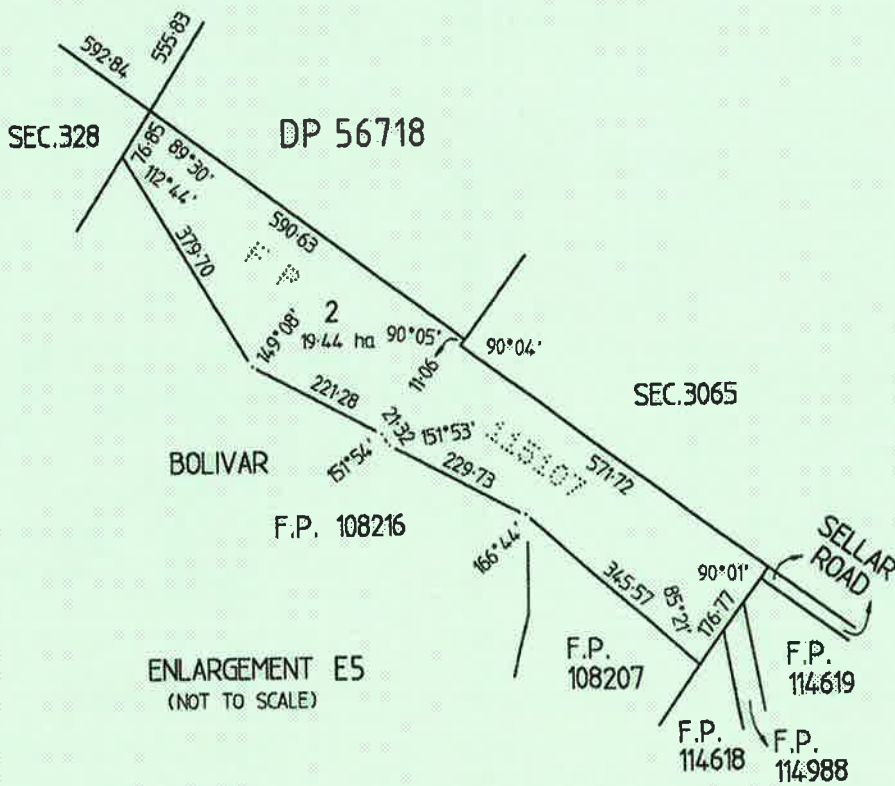 592·84
555·83
SEC.328
76·85
89°30'
112°44'
DP 56718
590·63
379·70
F P
2
19·44 ha
90°05'
149°08'
11·06
90°04'
SEC.3065
221·28
21·32
151°53'
151°54'
115107
229·73
571·72
BOLIVAR
F.P. 108216
166°44'
345·57
85°21'
90°01'
176·77
SELLAR
ROAD
ENLARGEMENT E5
(NOT TO SCALE)
F.P.
108207
F.P.
114619
F.P.
114618
F.P.
114988